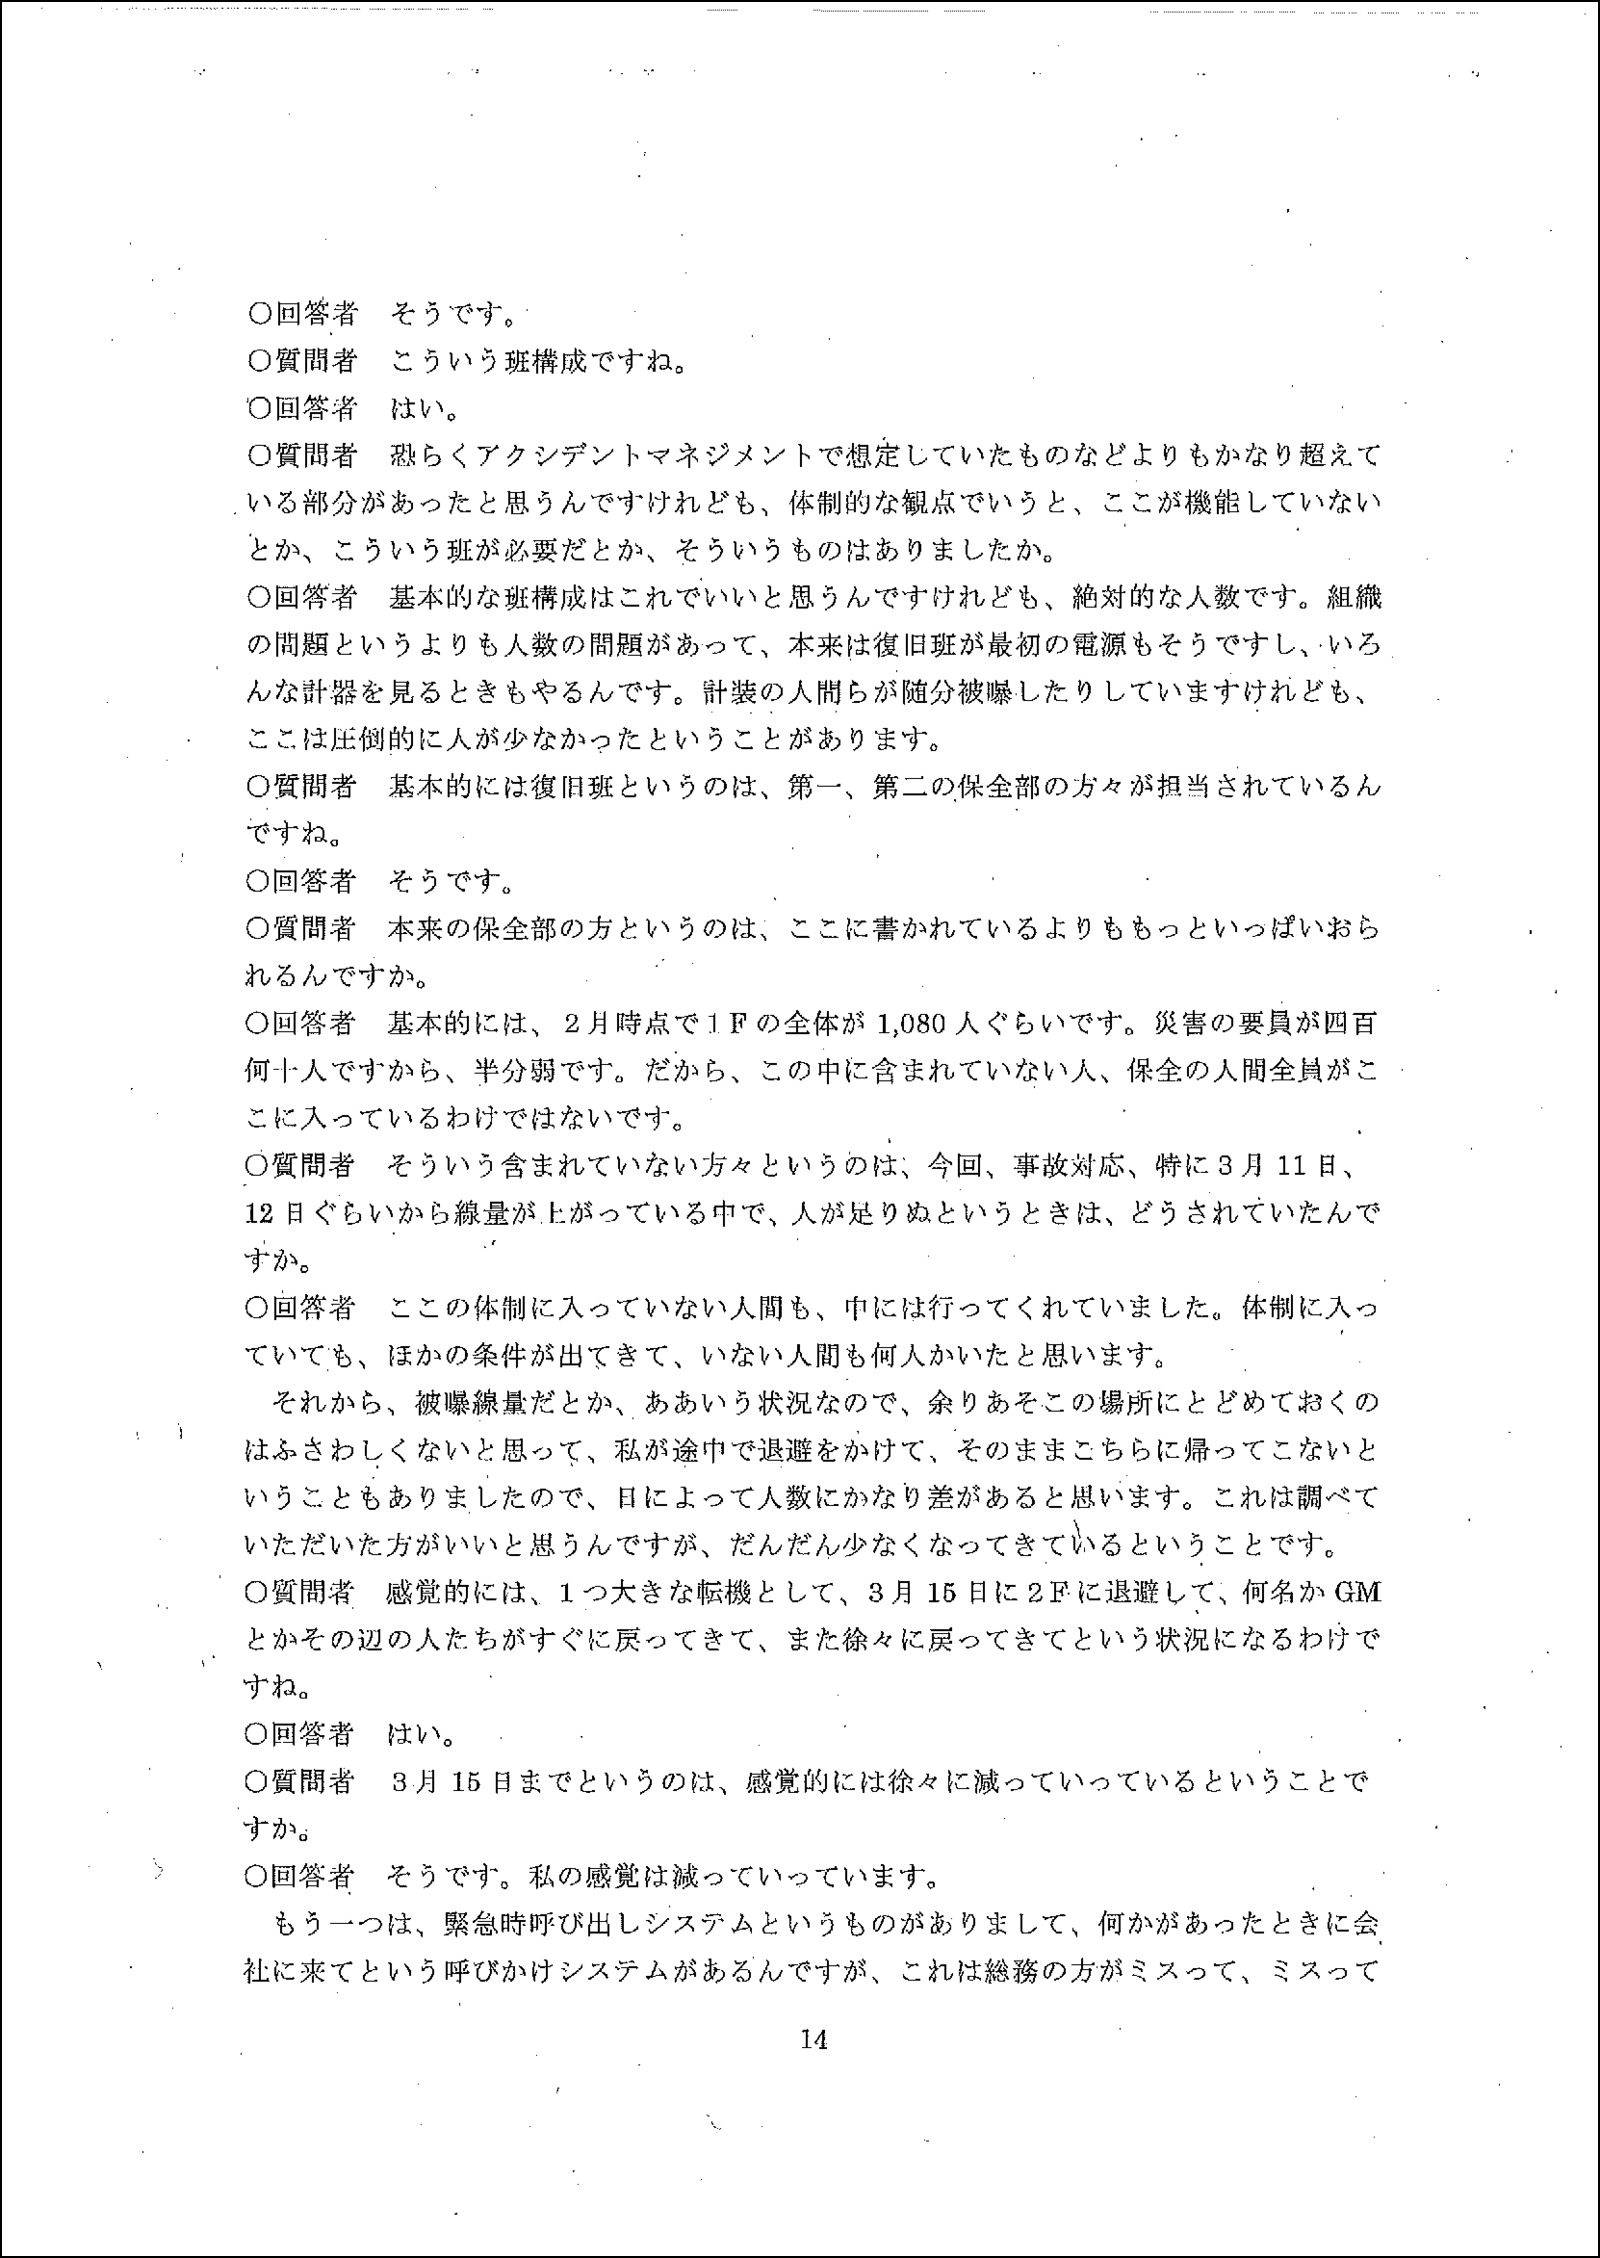 〇回答者　そうです。
〇質問者　こういう班構成ですね。
〇回答者　はい。
〇質問者　恐らくアクシデントマネジメントで想定していたものなどよりもかなり超えて
いる部分があったと思うんですけれども、体制的な観点でいうと、ここが機能していない
とか、こういう班が必要だとか、そういうものはありましたか。
〇回答者　基本的な班構成はこれでいいと思うんですけれども、絶対的な人数です。組織
の問題というよりも人数の問題があって、本来は復旧班が最初の電源もそうですし、いろ
んな計器を見るときもやるんです。計装の人間らが随分被曝したりしていますけれども、
ここは圧倒的に人が少なかったということがあります。
〇質問者　基本的には復旧班というのは、第一、第二の保全部の方々が担当されているん
ですね。
〇回答者　そうです。
〇質問者　本来の保全部の方というのは、ここに書かれているよりももっといっぱいおら
れるんですか。
〇回答者　基本的には、２月時点で１Ｆの全体が 1,080 人ぐらいです。災害の要員が四百
何十人ですから、半分弱です。だから、この中に含まれていない人、保全の人間全員がこ
こに入っているわけではないです。
〇質問者　そういう含まれていない方々というのは、今回、事故対応、特に３月 11 日、
12 日ぐらいから線量が上がっている中で、人が足りぬというときは、どうされていたんで
すか。
〇回答者　ここの体制に入っていない人間も、中には行ってくれていました。体制に入っ
ていても、ほかの条件が出てきて、いない人間も何人かいたと思います。
　それから、被曝線量だとか、ああいう状況なので、余りあそこの場所にとどめておくの
はふさわしくないと思って、私が途中で退避をかけて、そのままこちらに帰ってこないと
いうこともありましたので、日によって人数にかなり差があると思います。これは調べて
いただいた方がいいと思うんですが、だんだん少なくなってきているということです。
〇質問者　感覚的には、１つ大きな転機として、３月 15 日に２Ｆに退避して、何名か GM
とかその辺の人たちがすぐに戻ってきて、また徐々に戻ってきてという状況になるわけで
すね。
〇回答者　はい。
〇質問者　３月 15 日までというのは、感覚的には徐々に減っていっているということで
すか。
〇回答者　そうです。私の感覚は減っていっています。
　もう一つは、緊急時呼び出しシステムというものがありまして、何かがあったときに会
社に来てという呼びかけシステムがあるんですが、これは総務の方がミスって、ミスって
14